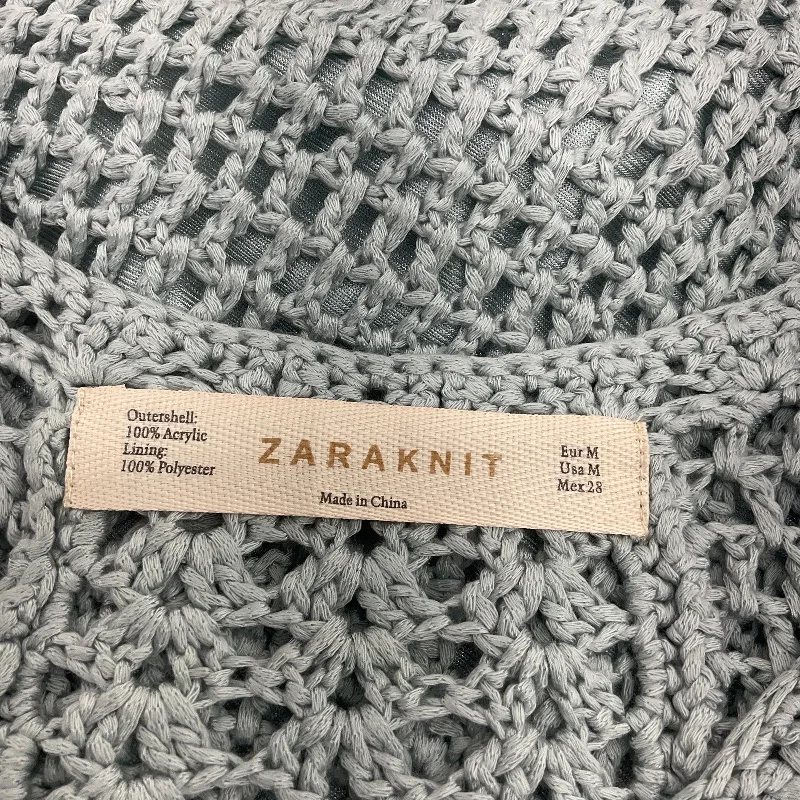 Outershell:
100% Acrylic
Lining:
100% Polyester
ZARAKNIT
Made in China
Eur M
Usa M
Mex 28